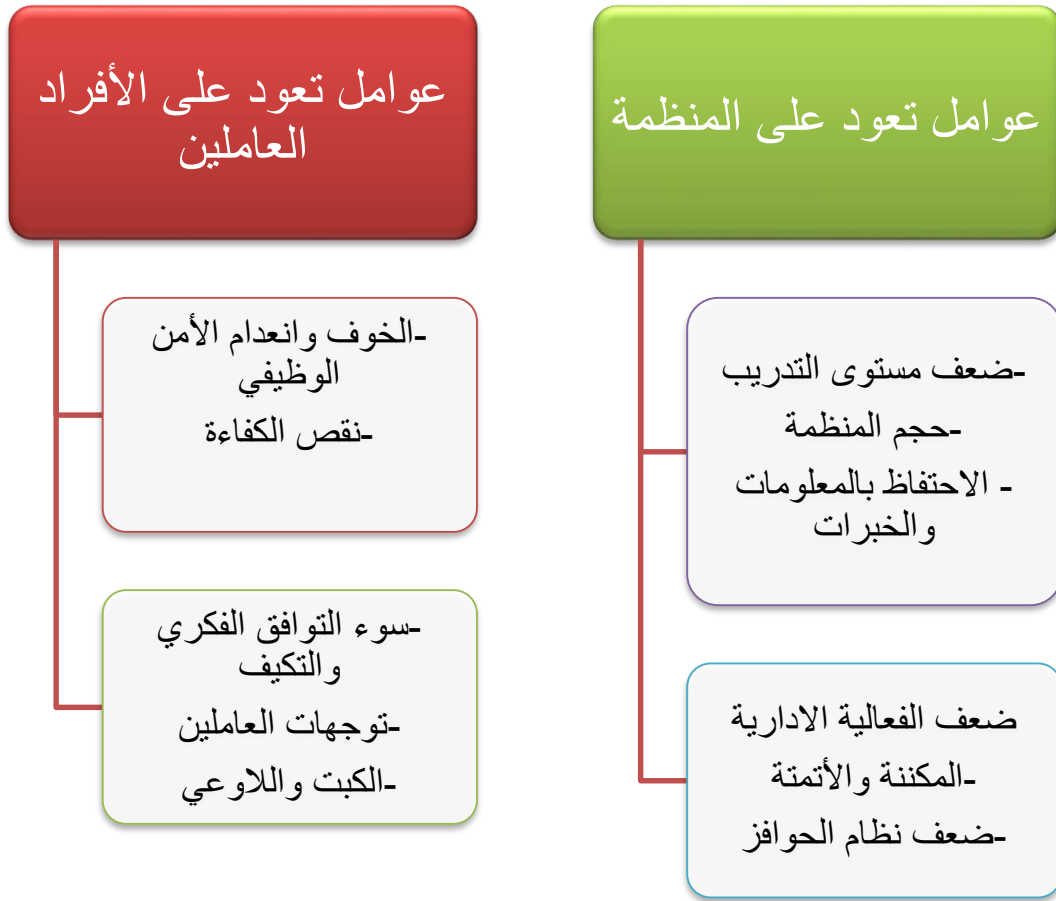 عوامل تعود على المنظمة
-ضعف مستوى التدريب
-حجم المنظمة
- الاحتفاظ بالمعلومات
والخبرات
ضعف الفعالية الادارية
-المكننة والأتمتة
-ضعف نظام الحوافز
عوامل تعود على الأفراد
العاملين
-الخوف وانعدام الأمن
الوظيفي
-نقص الكفاءة
-سوء التوافق الفكري
والتكيف
-توجهات العاملين
-الكبت واللاوعي